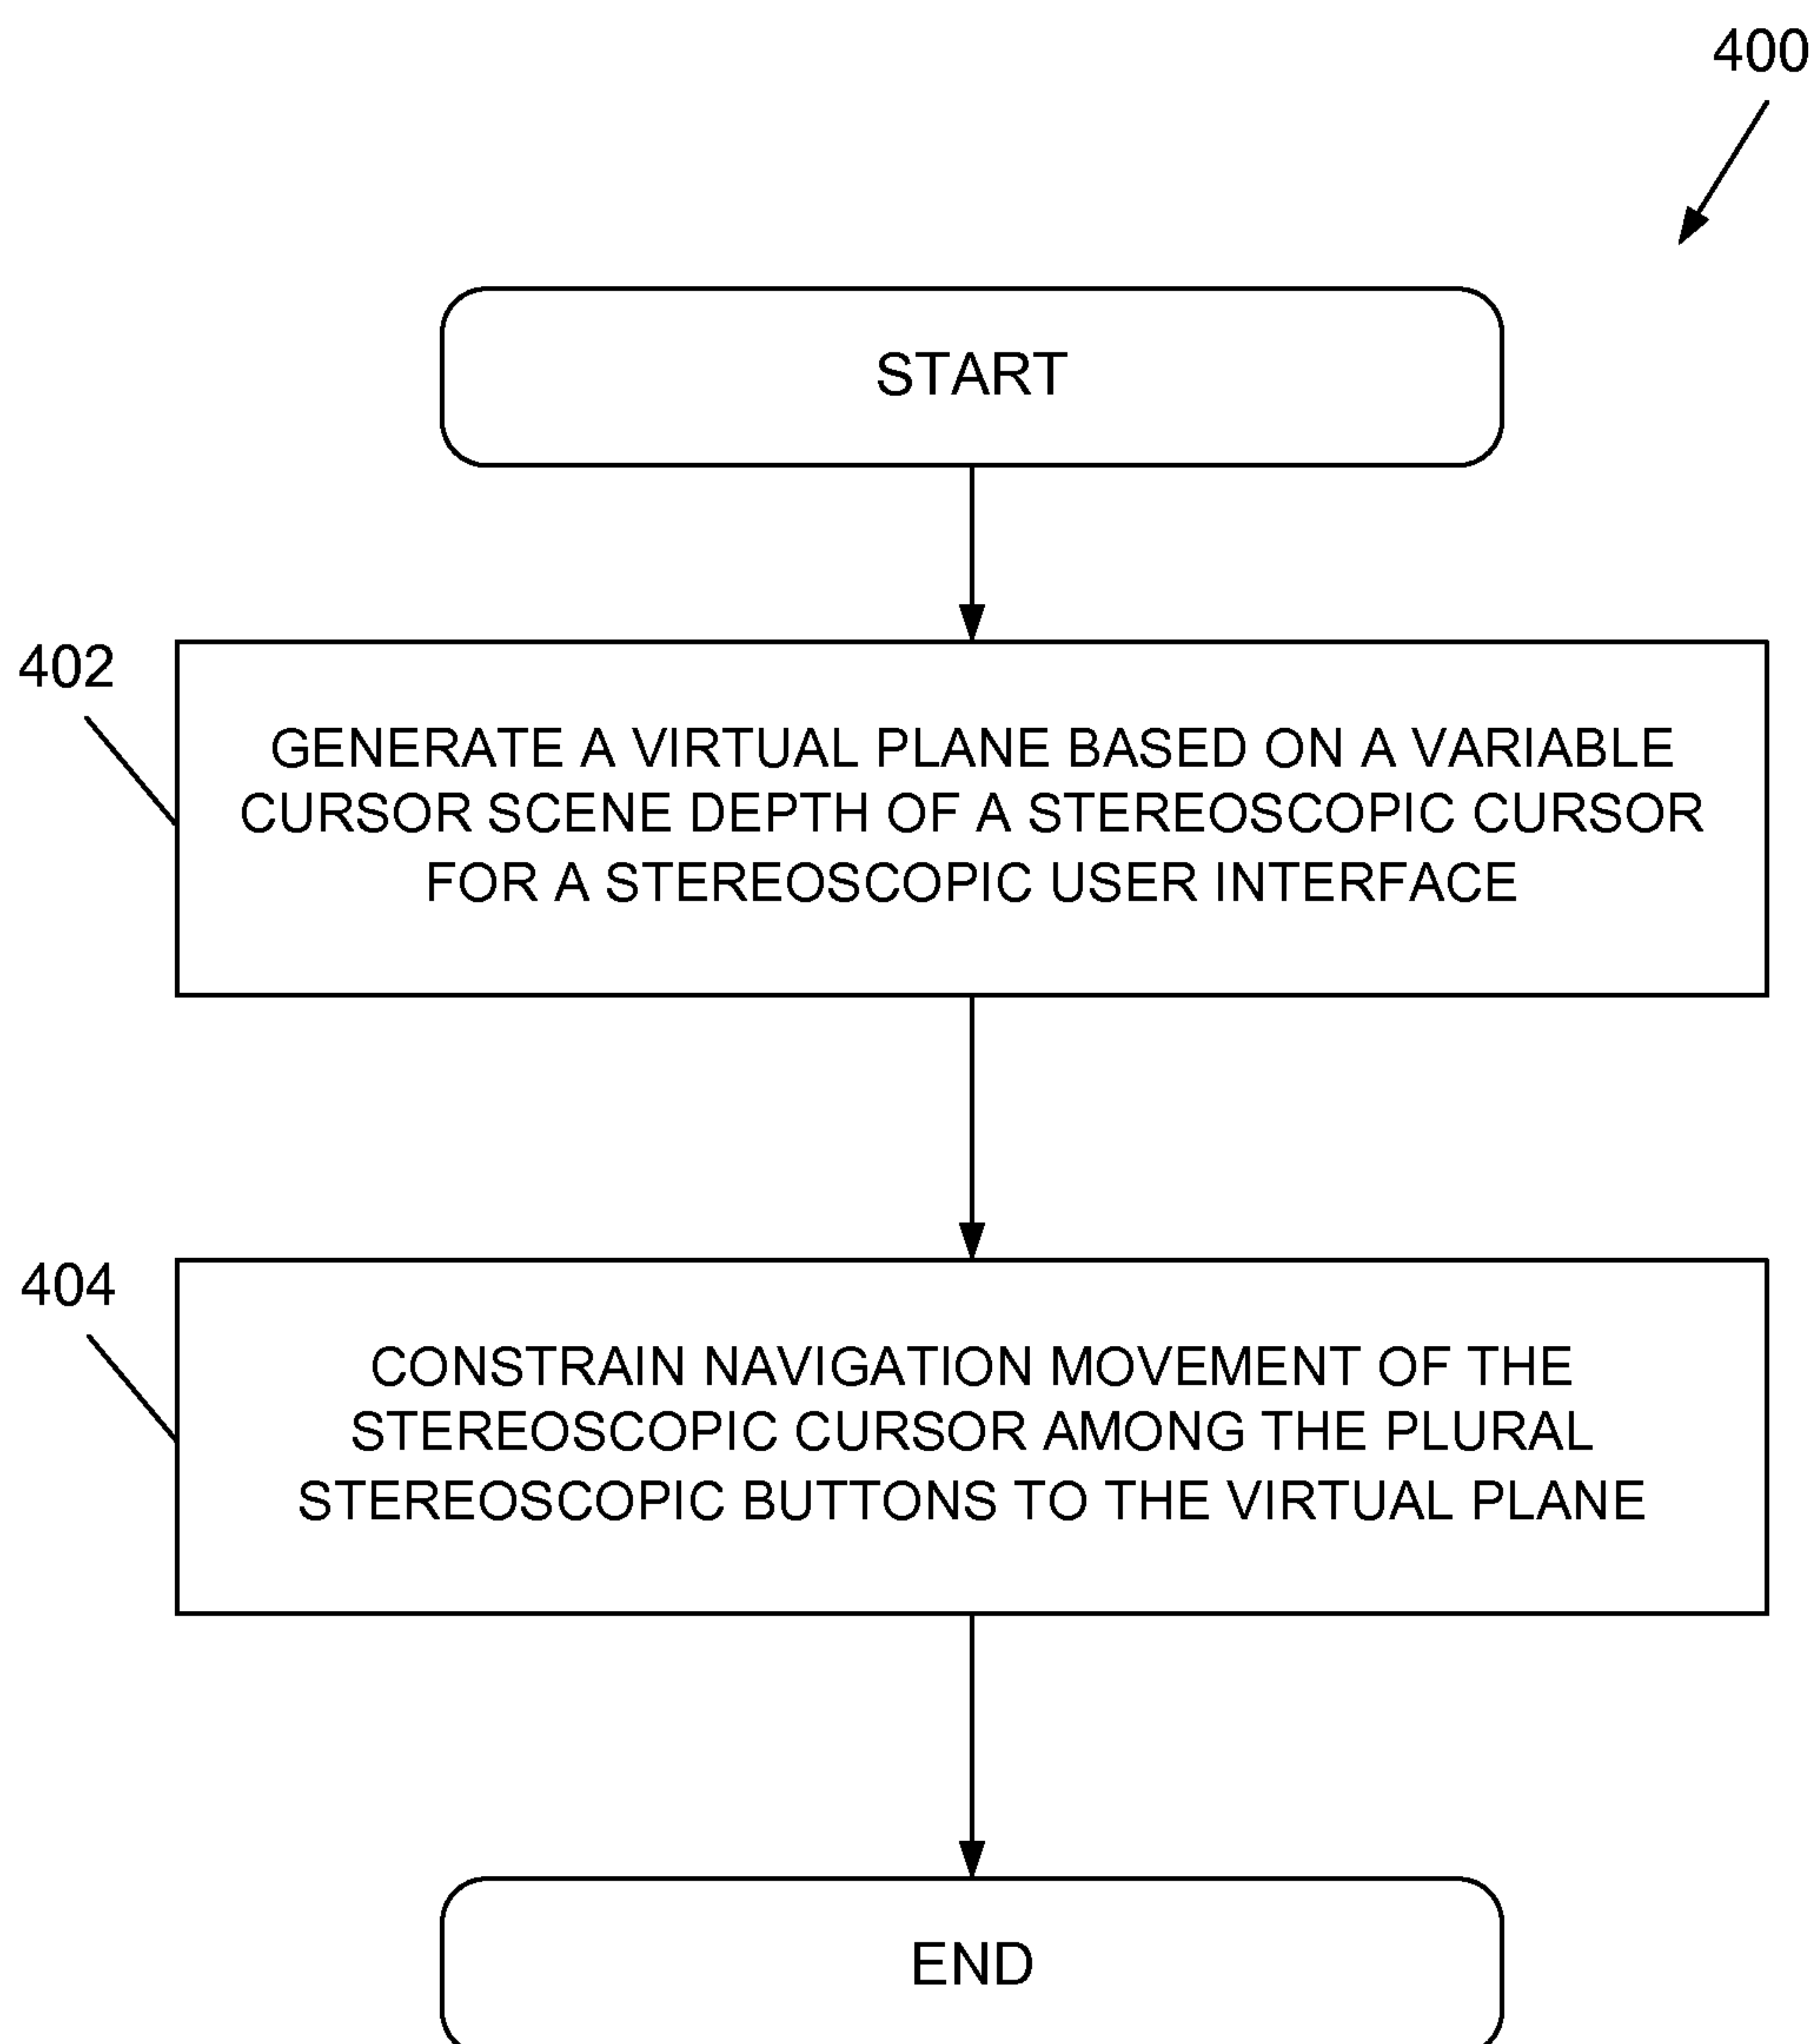 400
START
402
GENERATE A VIRTUAL PLANE BASED ON A VARIABLE
CURSOR SCENE DEPTH OF A STEREOSCOPIC CURSOR
FOR A STEREOSCOPIC USER INTERFACE
404
CONSTRAIN NAVIGATION MOVEMENT OF THE
STEREOSCOPIC CURSOR AMONG THE PLURAL
STEREOSCOPIC BUTTONS TO THE VIRTUAL PLANE
END